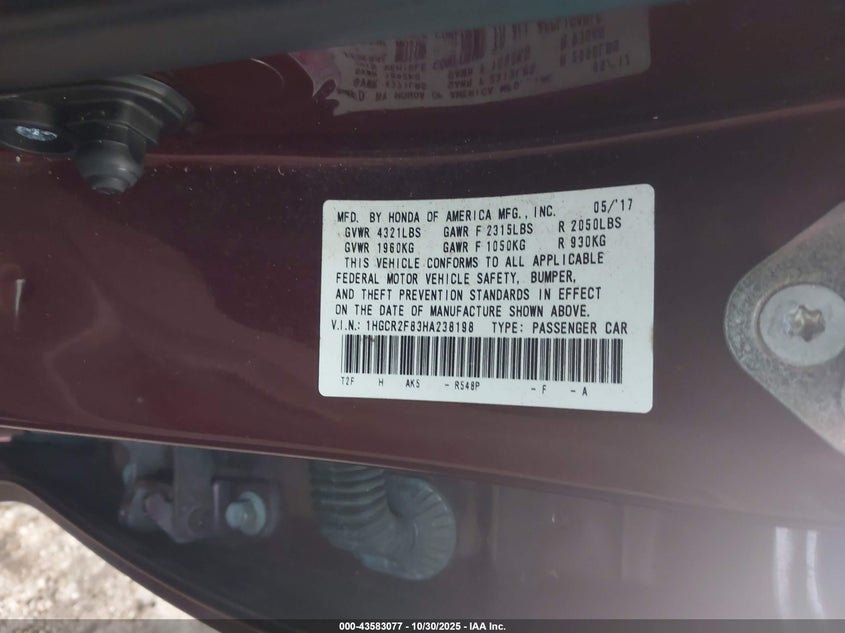 MFD. BY HONDA OF AMERICA MFG., INC. 05/'17
GVWR 4321LBS GAWR F 2315LBS R 2050LBS
GVWR 1960KG GAWR F 1050KG R 930KG
THIS VEHICLE CONFORMS TO ALL APPLICABLE
FEDERAL MOTOR VEHICLE SAFETY, BUMPER,
AND THEFT PREVENTION STANDARDS IN EFFECT
ON THE DATE OF MANUFACTURE SHOWN ABOVE.
V.I.N.: 1HGCR2F83HA238198 TYPE: PASSENGER CAR
T2F H AKS - R548P - F - A
000-43583077 - 10/30/2025 - IAA Inc.